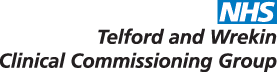 NHS
Telford and Wrekin
Clinical Commissioning Group